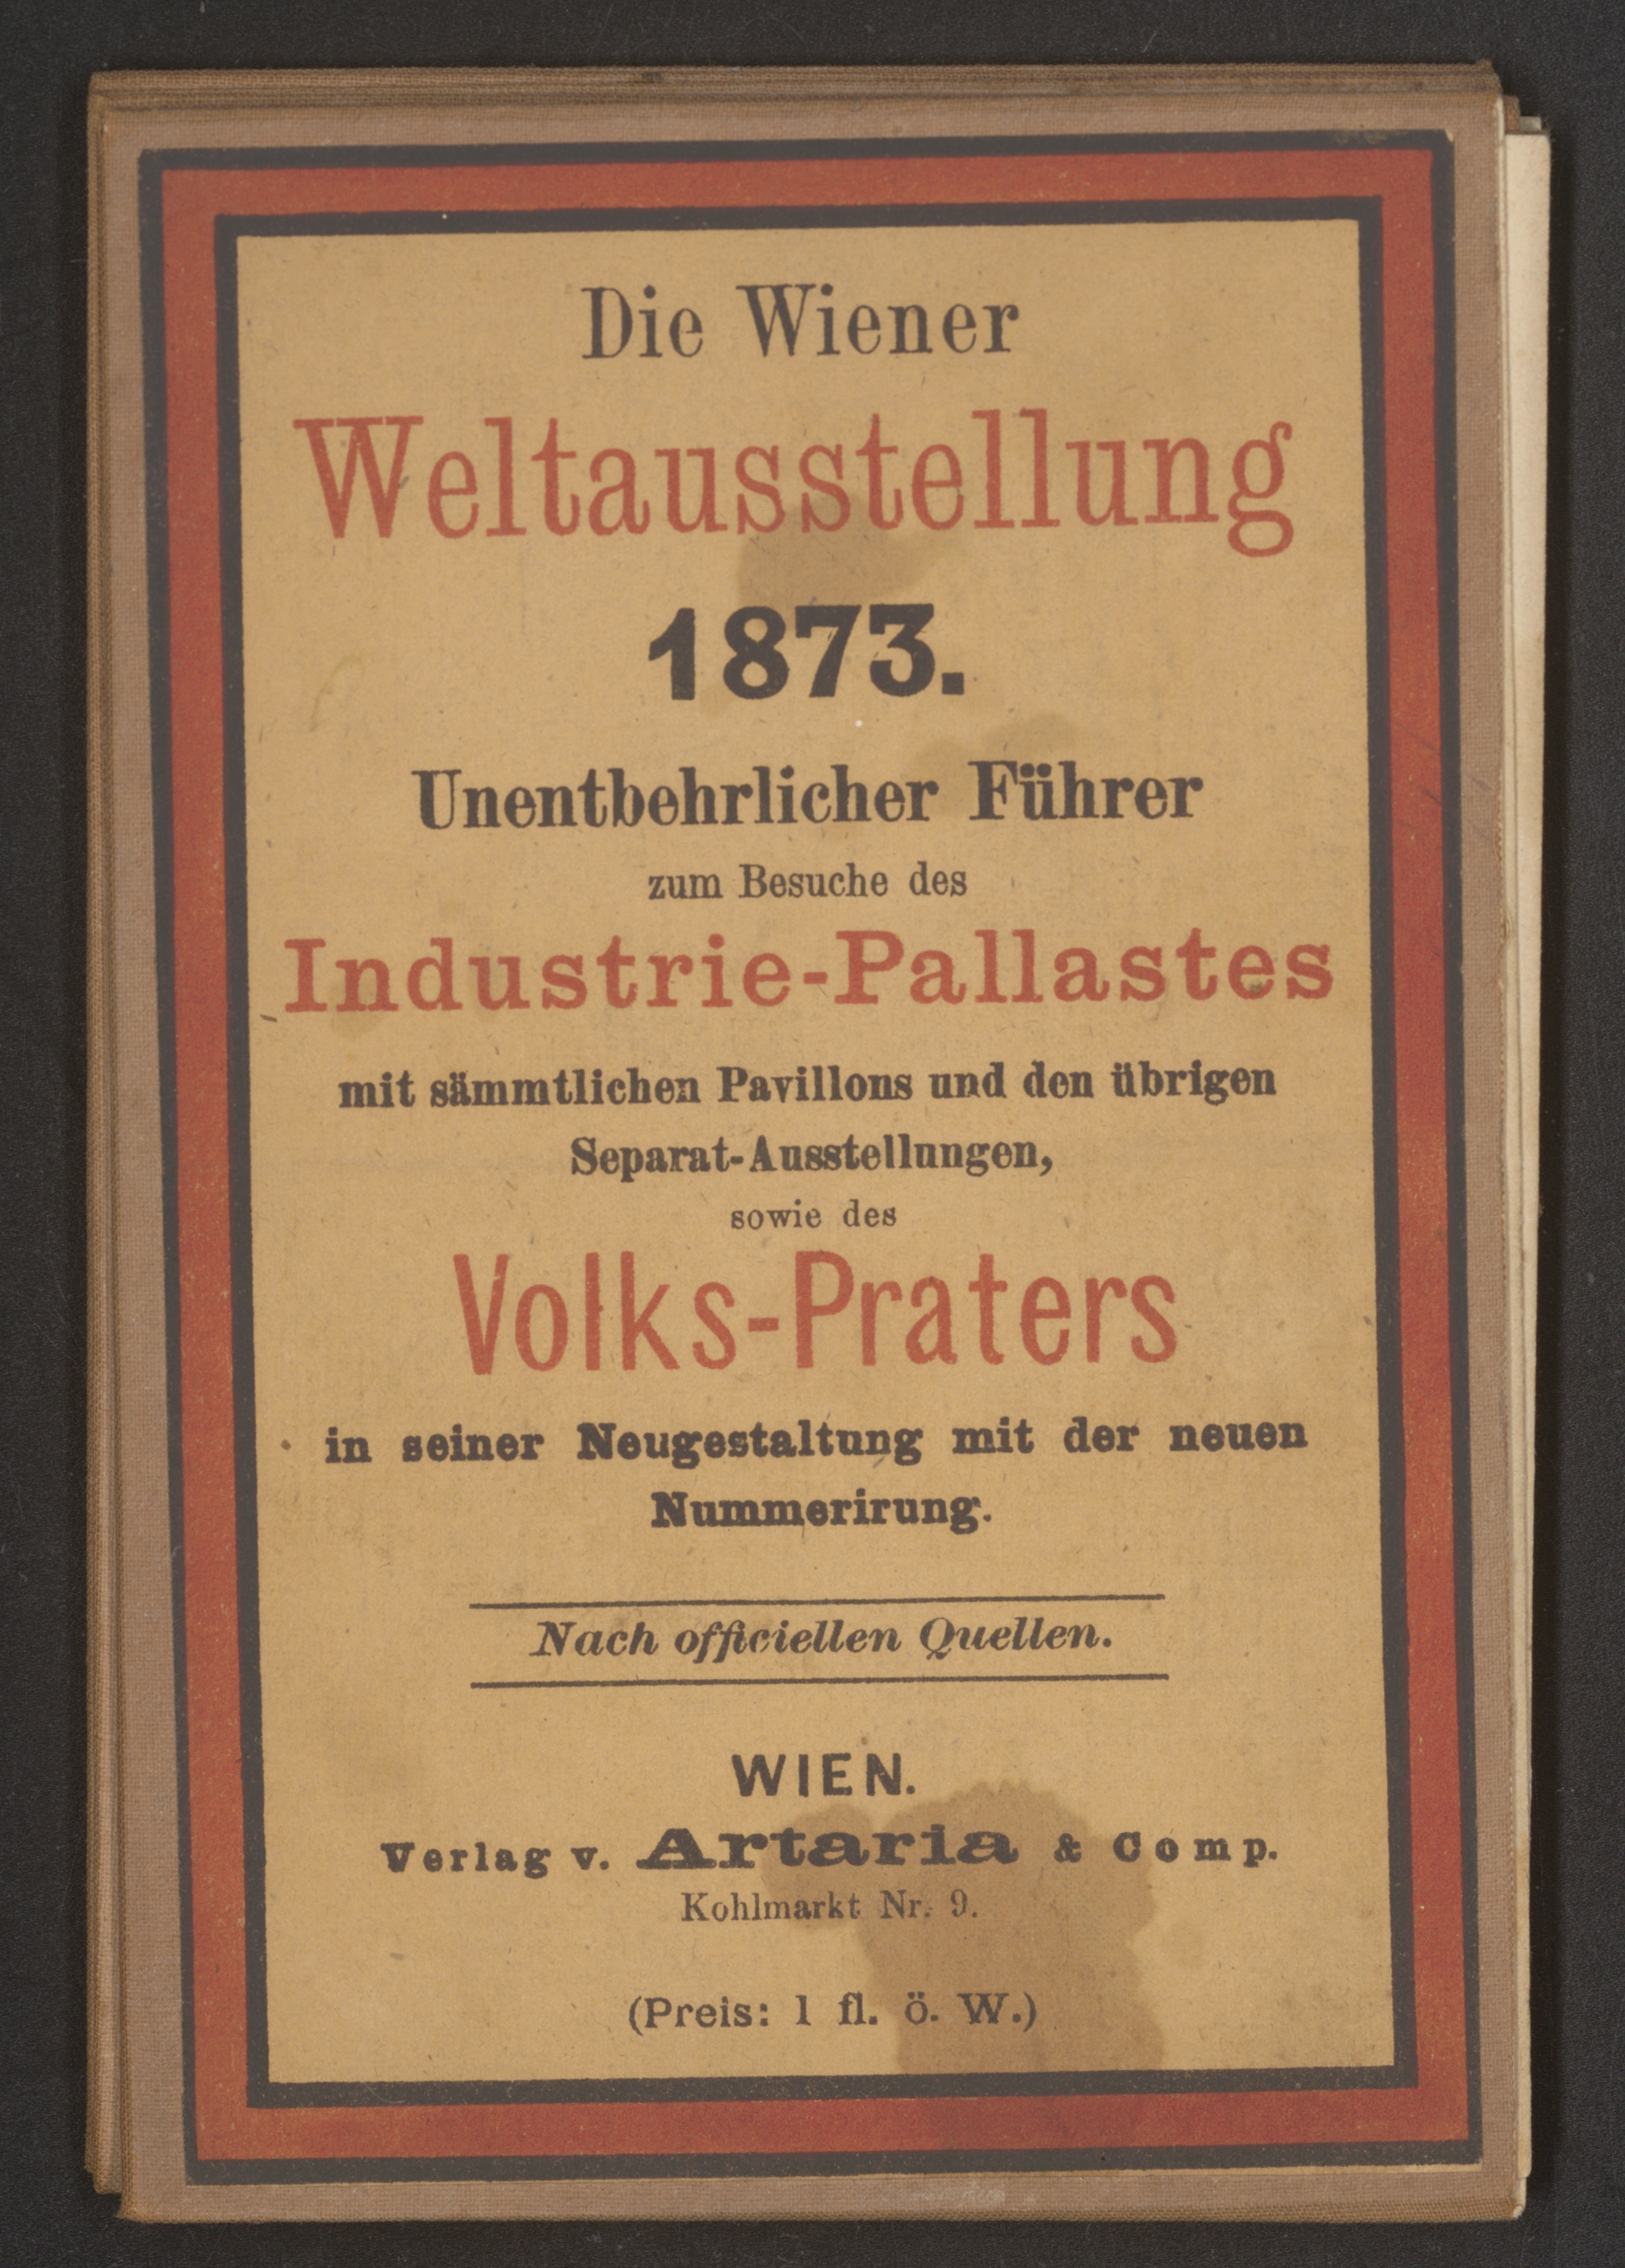 Die Wiener
Weltausstellung
1873.
Unentbehrlicher Führer
zum Besuche des
Industrie-Pallastes
mit sämmtlichen Pavillons und den übrigen
Separat-Ausstellungen,
sowie des
Volks-Praters
in seiner Neugestaltung mit der neuen
Nummerirung.
Nach officiellen Quellen.
WIEN.
Verlag v. Artaria & Comp.
Kohlmarkt Nr. 9.
(Preis: 1 fl. ö. W.)